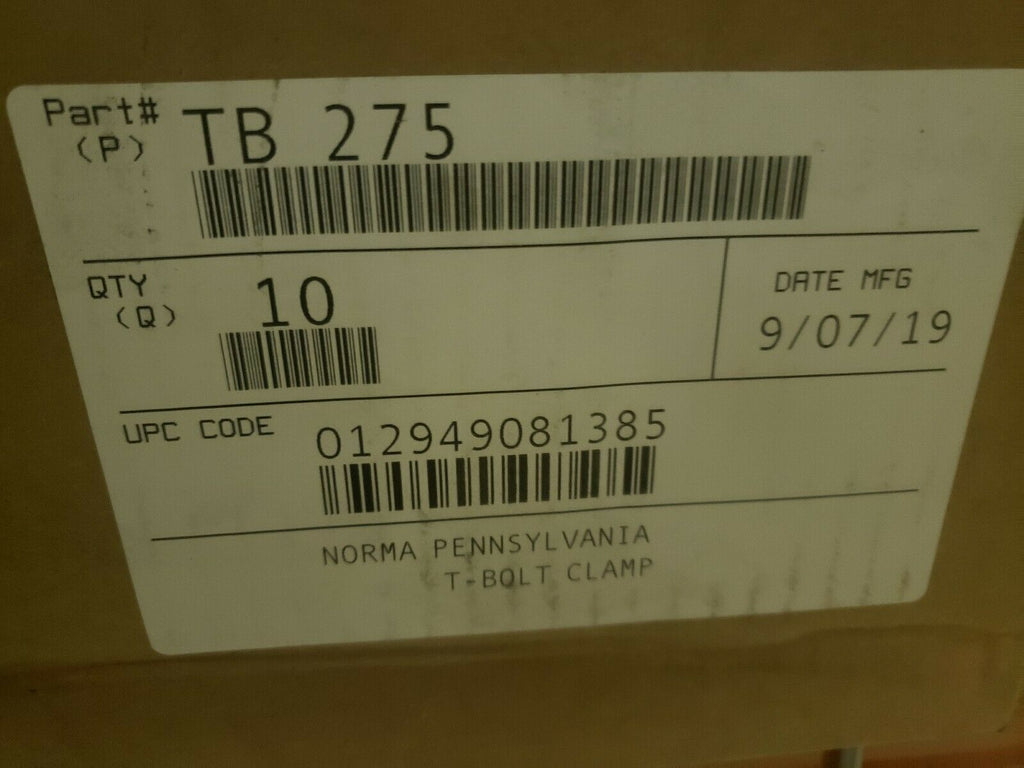 Part# TB 275
(P)
QTY 10
(Q)
DATE MFG
9/07/19
UPC CODE 012949081385
NORMA PENNSYLVANIA
T-BOLT CLAMP